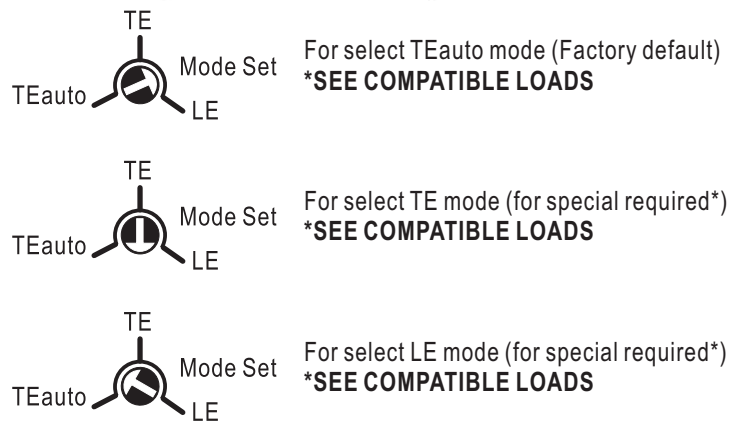 TE
Mode Set
TEauto
LE
For select TEauto mode (Factory default)
*SEE COMPATIBLE LOADS
TE
Mode Set
TEauto
LE
For select TE mode (for special required*)
*SEE COMPATIBLE LOADS
TE
Mode Set
TEauto
LE
For select LE mode (for special required*)
*SEE COMPATIBLE LOADS